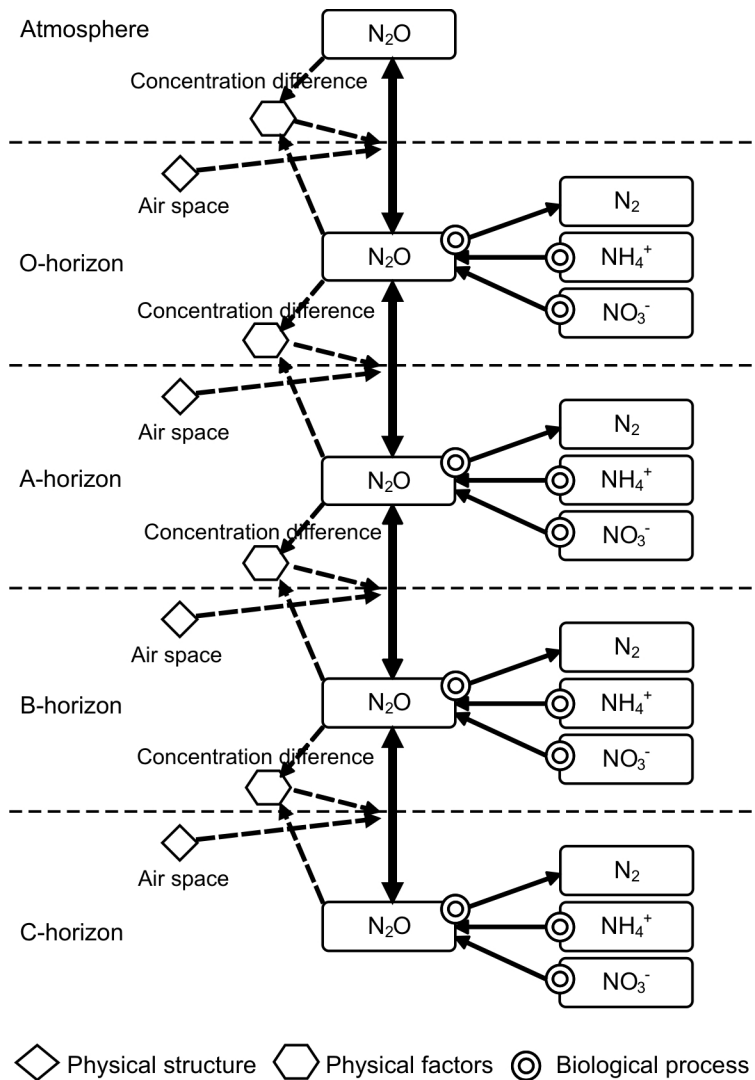 Atmosphere
N₂O
Concentration difference
Air space
N₂
O-horizon
N₂O
NH₄⁺
NO₃⁻
Concentration difference
Air space
N₂
A-horizon
N₂O
NH₄⁺
NO₃⁻
Concentration difference
Air space
N₂
B-horizon
N₂O
NH₄⁺
NO₃⁻
Concentration difference
Air space
N₂
C-horizon
N₂O
NH₄⁺
NO₃⁻
Physical structure
Physical factors
Biological process